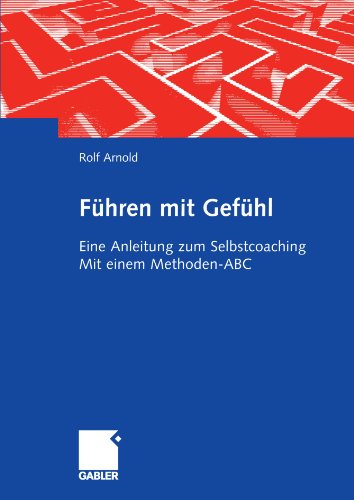 Rolf Arnold
Führen mit Gefühl
Eine Anleitung zum Selbstcoaching
Mit einem Methoden-ABC
GABLER